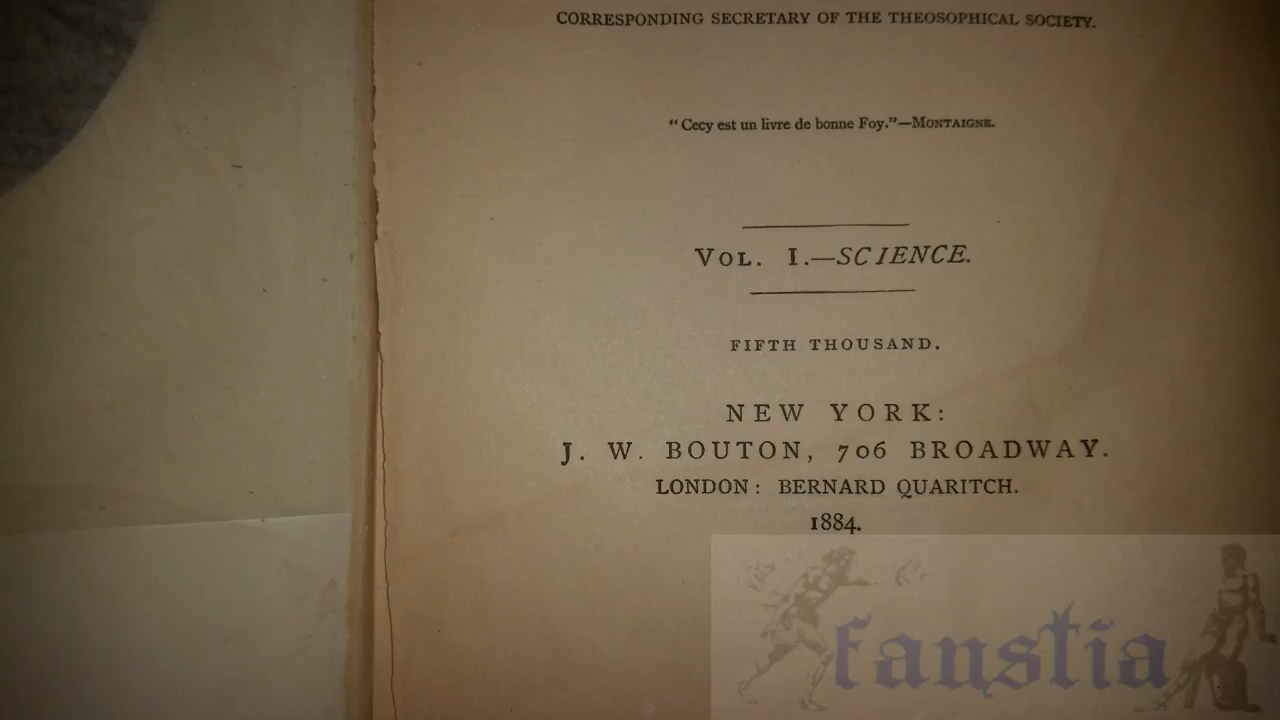 CORRESPONDING SECRETARY OF THE THEOSOPHICAL SOCIETY.
“Cecy est un livre de bonne Foy.”—MONTAIGNE.
VOL. I.—SCIENCE.
FIFTH THOUSAND.
NEW YORK:
J. W. BOUTON, 706 BROADWAY.
LONDON: BERNARD QUARITCH.
1884.
faustia